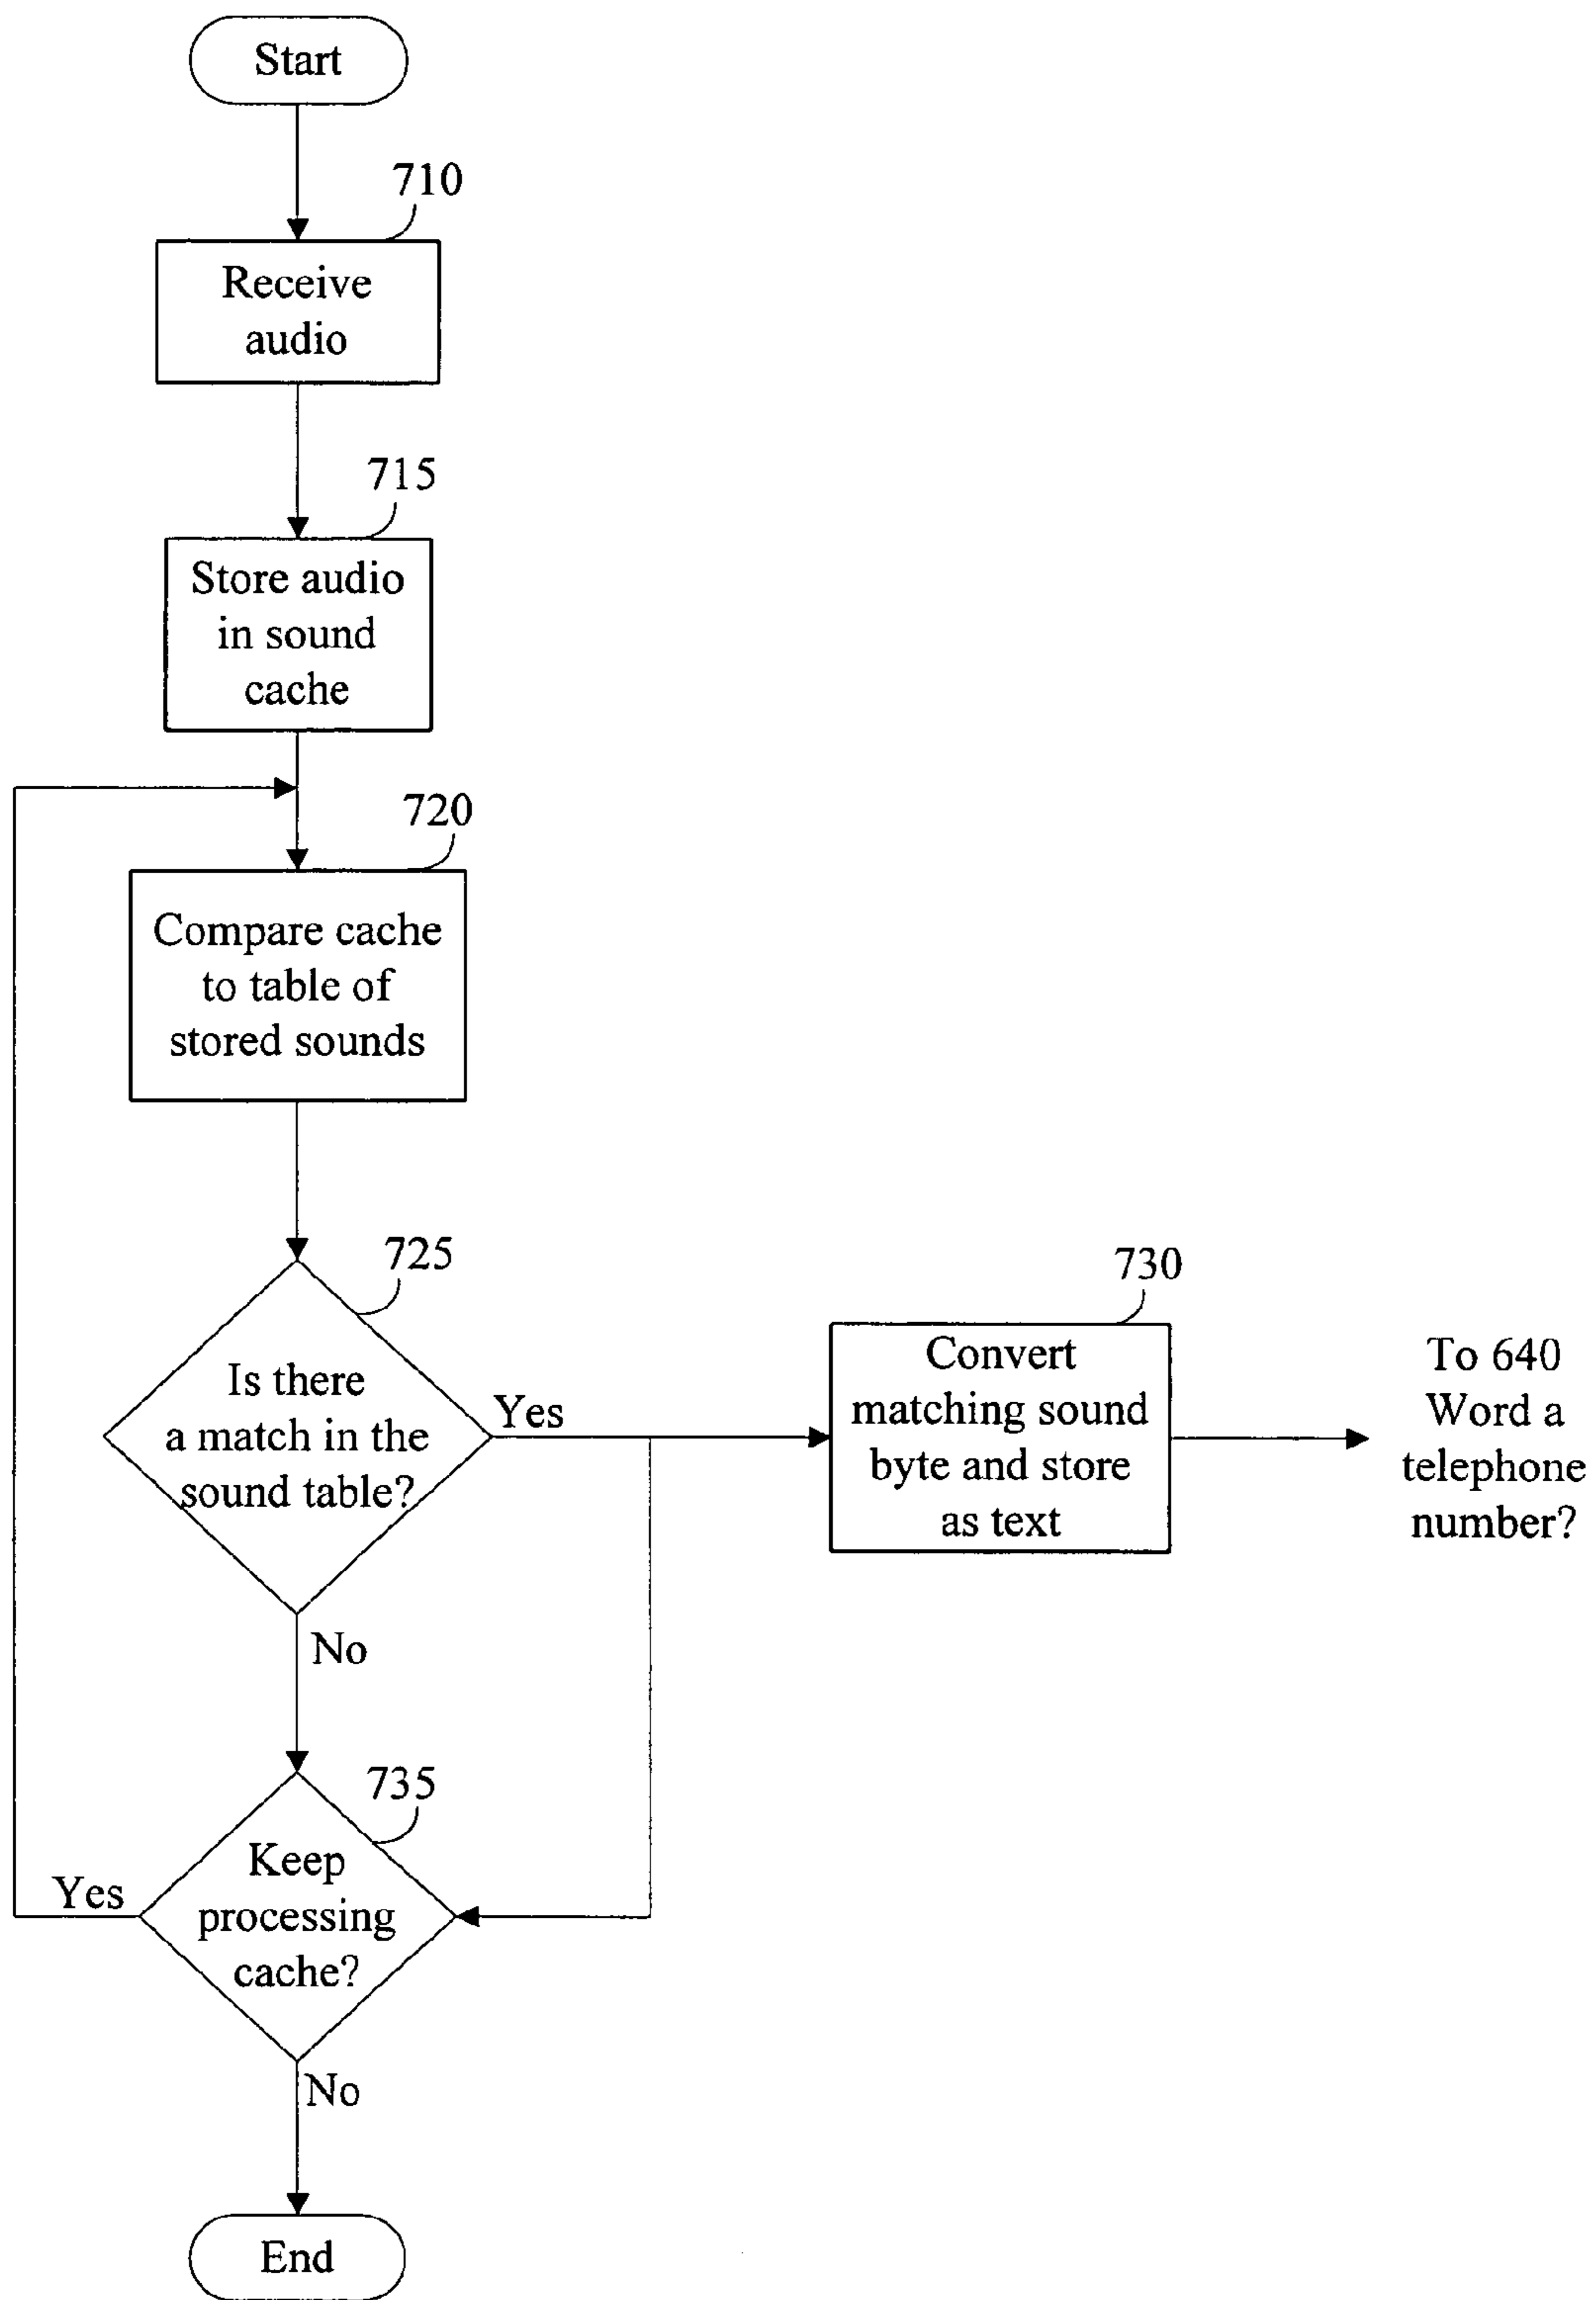 Start
710
Receive
audio
715
Store audio
in sound
cache
720
Compare cache
to table of
stored sounds
725
Is there
a match in the
sound table?
Yes
730
Convert
matching sound
byte and store
as text
To 640
Word a
telephone
number?
No
735
Keep
processing
cache?
Yes
No
End